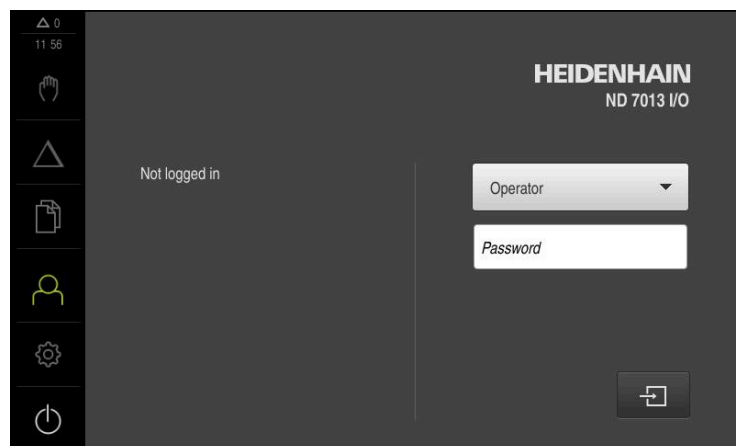 0
11 56
HEIDENHAIN
ND 7013 I/O
Not logged in
Operator
Password